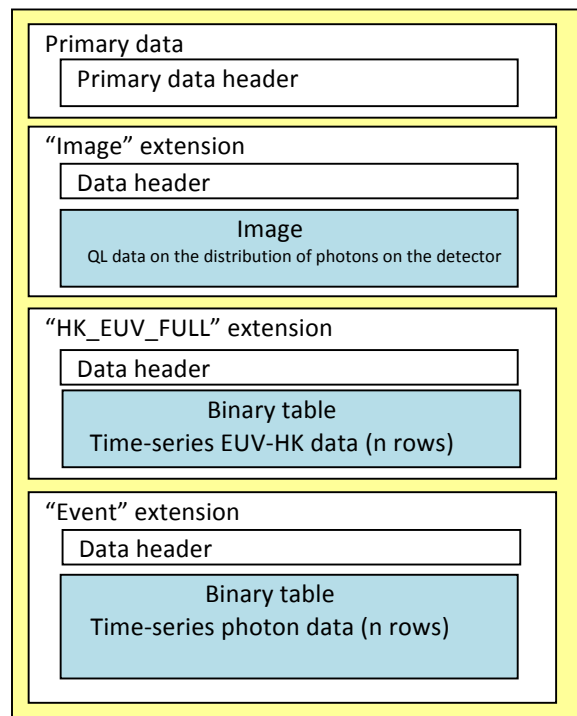 Primary data
Primary data header
“Image” extension
Data header
Image
QL data on the distribution of photons on the detector
“HK_EUV_FULL” extension
Data header
Binary table
Time-series EUV-HK data (n rows)
“Event” extension
Data header
Binary table
Time-series photon data (n rows)